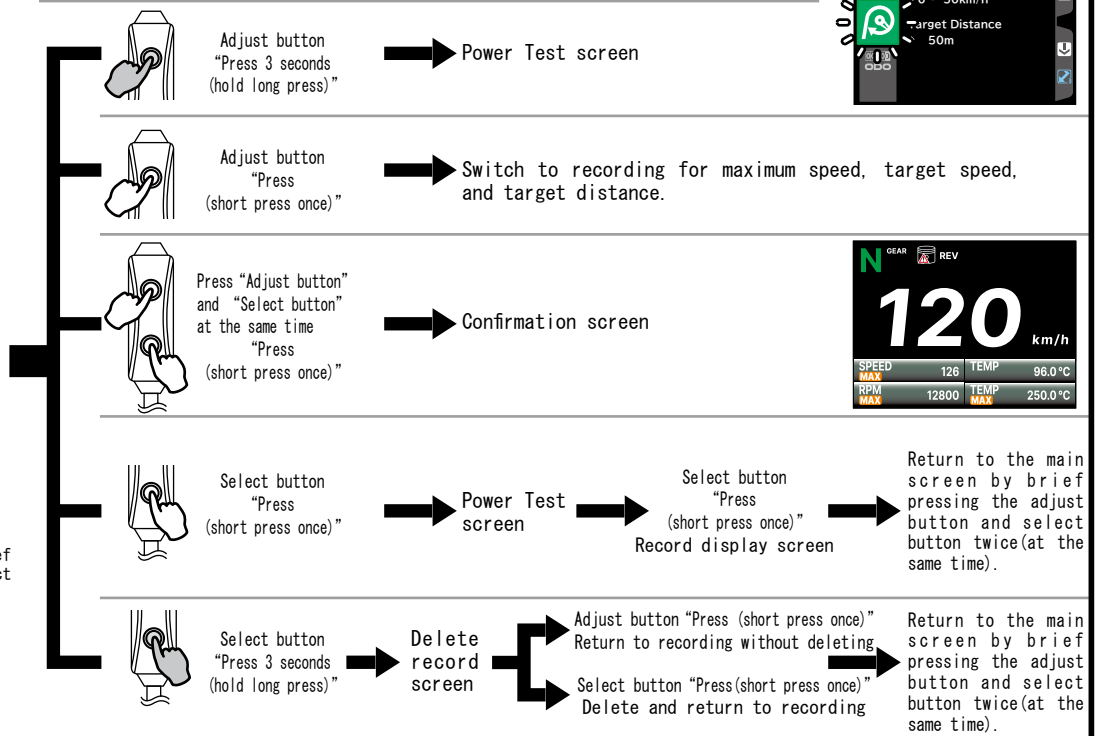 0 - 50km/h
Target Distance
50m
Adjust button
“Press 3 seconds
(hold long press)”
Power Test screen
Adjust button
“Press
(short press once)”
Switch to recording for maximum speed, target speed,
and target distance.
Press “Adjust button”
and “Select button”
at the same time
“Press
(short press once)”
Confirmation screen
N GEAR REV
120
km/h
SPEED
MAX
126
TEMP
96.0°C
RPM
MAX
12800
TEMP
MAX
250.0°C
Select button
“Press
(short press once)”
Power Test
screen
Select button
“Press
(short press once)”
Record display screen
Return to the main
screen by brief
pressing the adjust
button and select
button twice(at the
same time).
Select button
“Press 3 seconds
(hold long press)”
Delete
record
screen
Adjust button “Press (short press once)”
Return to recording without deleting
Select button “Press(short press once)”
Delete and return to recording
Return to the main
screen by brief
pressing the adjust
button and select
button twice(at the
same time).